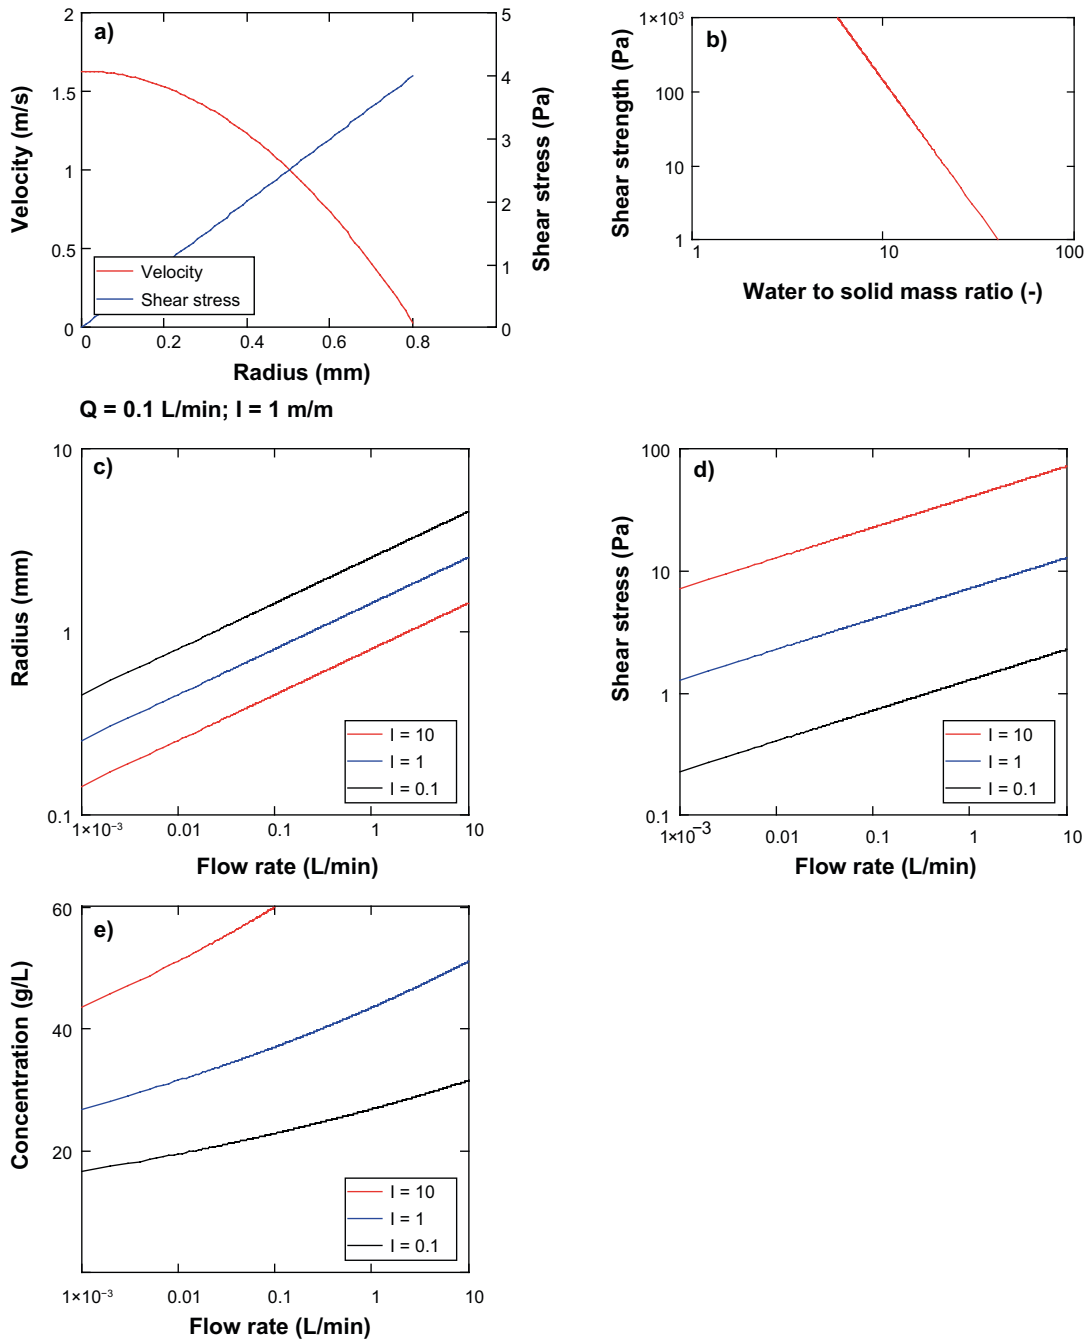 a)
2
1.5
1
0.5
0
Velocity (m/s)
5
4
3
2
1
0
Shear stress (Pa)
Velocity
Shear stress
0
0.2
0.4
0.6
0.8
Radius (mm)
Q = 0.1 L/min; I = 1 m/m
b)
1×10³
100
10
1
Shear strength (Pa)
1
10
100
Water to solid mass ratio (-)
c)
10
1
0.1
Radius (mm)
I = 10
I = 1
I = 0.1
1×10⁻³
0.01
0.1
1
10
Flow rate (L/min)
d)
100
10
1
0.1
Shear stress (Pa)
I = 10
I = 1
I = 0.1
1×10⁻³
0.01
0.1
1
10
Flow rate (L/min)
e)
60
40
20
Concentration (g/L)
I = 10
I = 1
I = 0.1
1×10⁻³
0.01
0.1
1
10
Flow rate (L/min)